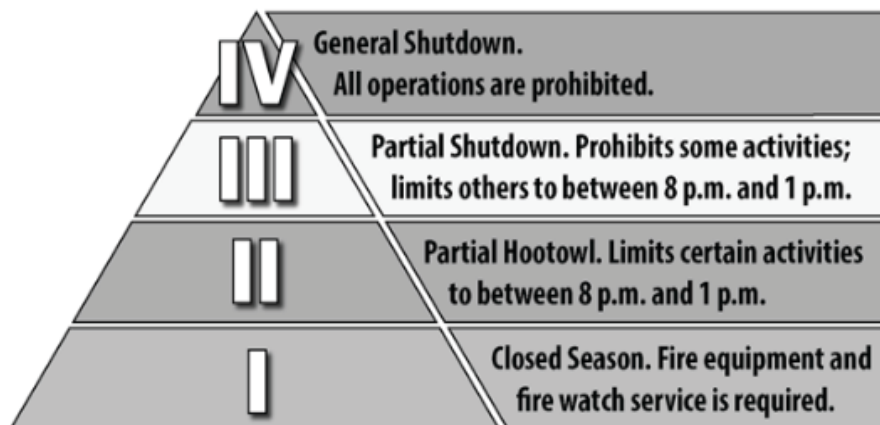 IV
General Shutdown.
All operations are prohibited.
III
Partial Shutdown. Prohibits some activities;
limits others to between 8 p.m. and 1 p.m.
II
Partial Hootowl. Limits certain activities
to between 8 p.m. and 1 p.m.
I
Closed Season. Fire equipment and
fire watch service is required.